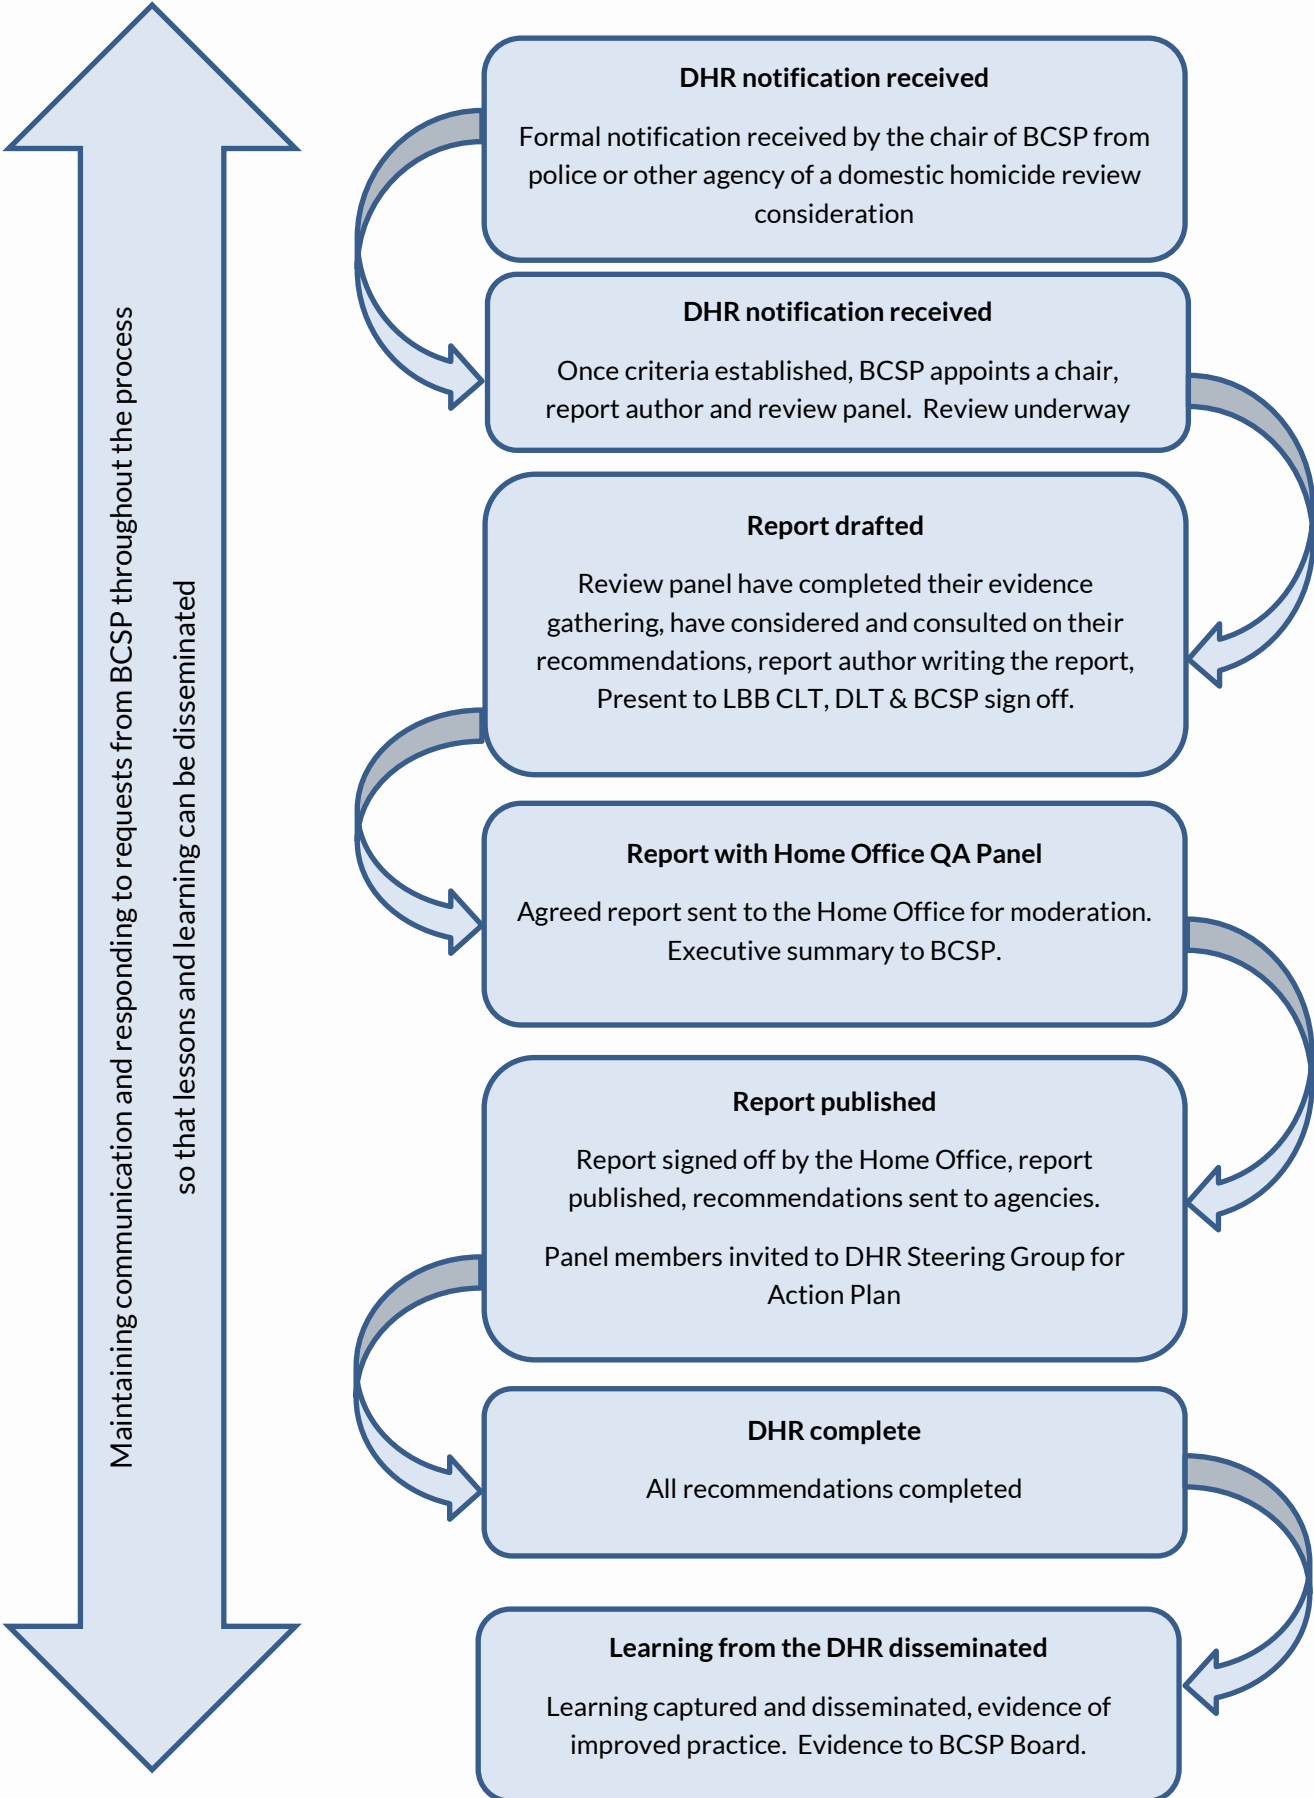 Maintaining communication and responding to requests from BCSP throughout the process
so that lessons and learning can be disseminated
DHR notification received
Formal notification received by the chair of BCSP from
police or other agency of a domestic homicide review
consideration
DHR notification received
Once criteria established, BCSP appoints a chair,
report author and review panel.  Review underway
Report drafted
Review panel have completed their evidence
gathering, have considered and consulted on their
recommendations, report author writing the report,
Present to LBB CLT, DLT & BCSP sign off.
Report with Home Office QA Panel
Agreed report sent to the Home Office for moderation.
Executive summary to BCSP.
Report published
Report signed off by the Home Office, report
published, recommendations sent to agencies.
Panel members invited to DHR Steering Group for
Action Plan
DHR complete
All recommendations completed
Learning from the DHR disseminated
Learning captured and disseminated, evidence of
improved practice.  Evidence to BCSP Board.